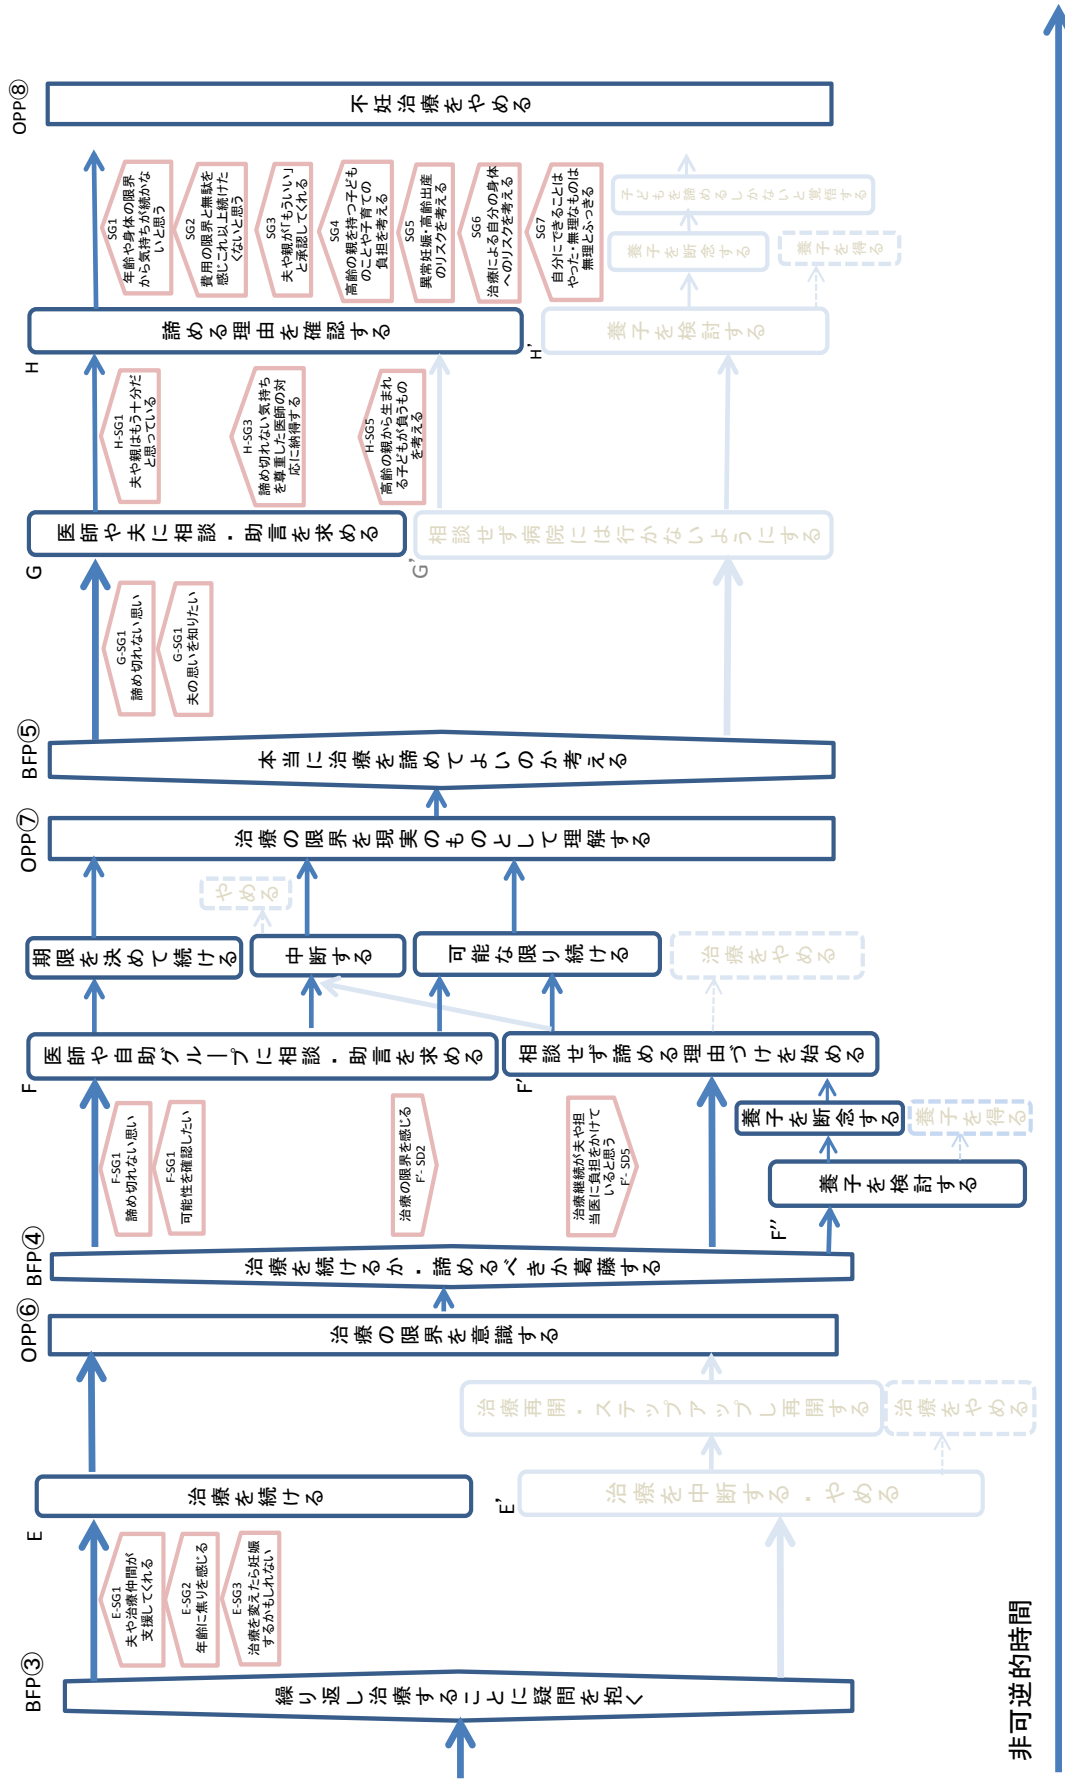 BFP③
繰り返し治療することに疑問を抱く
E-SG1
夫や治療仲間が
支援してくれる
E-SG2
年齢に焦りを感じる
E-SG3
治療を変えたら妊娠
するかもしれない
E
治療を続ける
E'
治療を中断する・やめる
治療再開・ステップアップし再開する
治療をやめる
OPP⑥
治療の限界を意識する
BFP④
治療を続けるか・諦めるべきか葛藤する
F-SG1
諦め切れない思い
F-SG1
可能性を確認したい
治療の限界を感じる
F'- SD2
治療継続が夫や担
当医に負担をかけて
いると思う
F'- SD5
F''
養子を検討する
養子を断念する
養子を得る
F
医師や自助グループに相談・助言を求める
F'
相談せず諦める理由づけを始める
期限を決めて続ける
中断する
可能な限り続ける
治療をやめる
やめる
OPP⑦
治療の限界を現実のものとして理解する
BFP⑤
本当に治療を諦めてよいのか考える
G-SG1
諦め切れない思い
G-SG1
夫の思いを知りたい
G
医師や夫に相談・助言を求める
G'
相談せず病院には行かないようにする
H-SG1
夫や親はもう十分だ
と思っている
H-SG3
諦め切れない気持ち
を尊重した医師の対
応に納得する
H-SG5
高齢の親から生まれ
る子どもが負うもの
を考える
H
諦める理由を確認する
H'
養子を検討する
養子を断念する
養子を得る
子どもを諦めるしかないと覚悟する
SG1
年齢や身体の限界
から気持ちが続かな
いと思う
SG2
費用の限界と無駄を
感じこれ以上続けた
くないと思う
SG3
夫や親が「もういい」
と承認してくれる
SG4
高齢の親を持つ子ども
のことや子育ての
負担を考える
SG5
異常妊娠・高齢出産
のリスクを考える
SG6
治療による自分の身体
へのリスクを考える
SG7
自分にできることは
やった・無理なものは
無理とふっきる
OPP⑧
不妊治療をやめる
非可逆的時間